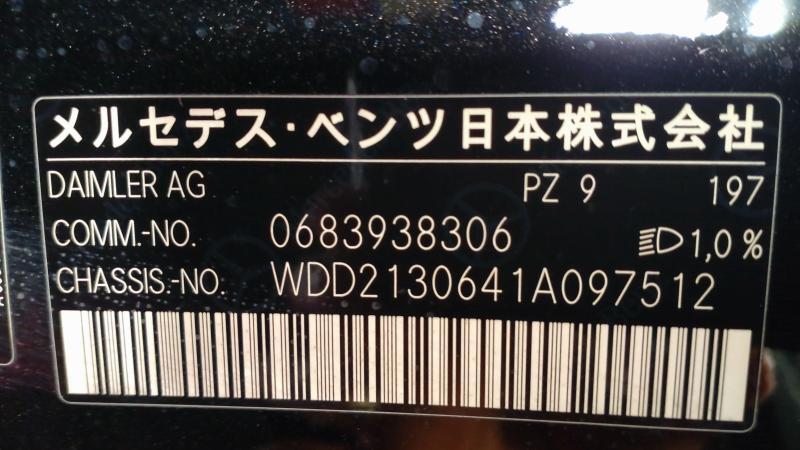 メルセデス・ベンツ日本株式会社
DAIMLER AG PZ 9 197
COMM.-NO. 0683938306 1,0 %
CHASSIS.-NO. WDD2130641A097512